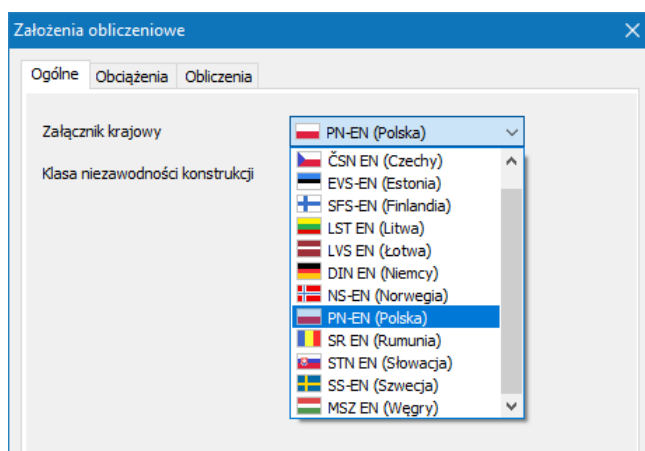 Założenia obliczeniowe
Ogólne Obciążenia Obliczenia
Załącznik krajowy PN-EN (Polska)
Klasa niezawodności konstrukcji
ČSN EN (Czechy)
EVS-EN (Estonia)
SFS-EN (Finlandia)
LST EN (Litwa)
LVS EN (Łotwa)
DIN EN (Niemcy)
NS-EN (Norwegia)
PN-EN (Polska)
SR EN (Rumunia)
STN EN (Słowacja)
SS-EN (Szwecja)
MSZ EN (Węgry)